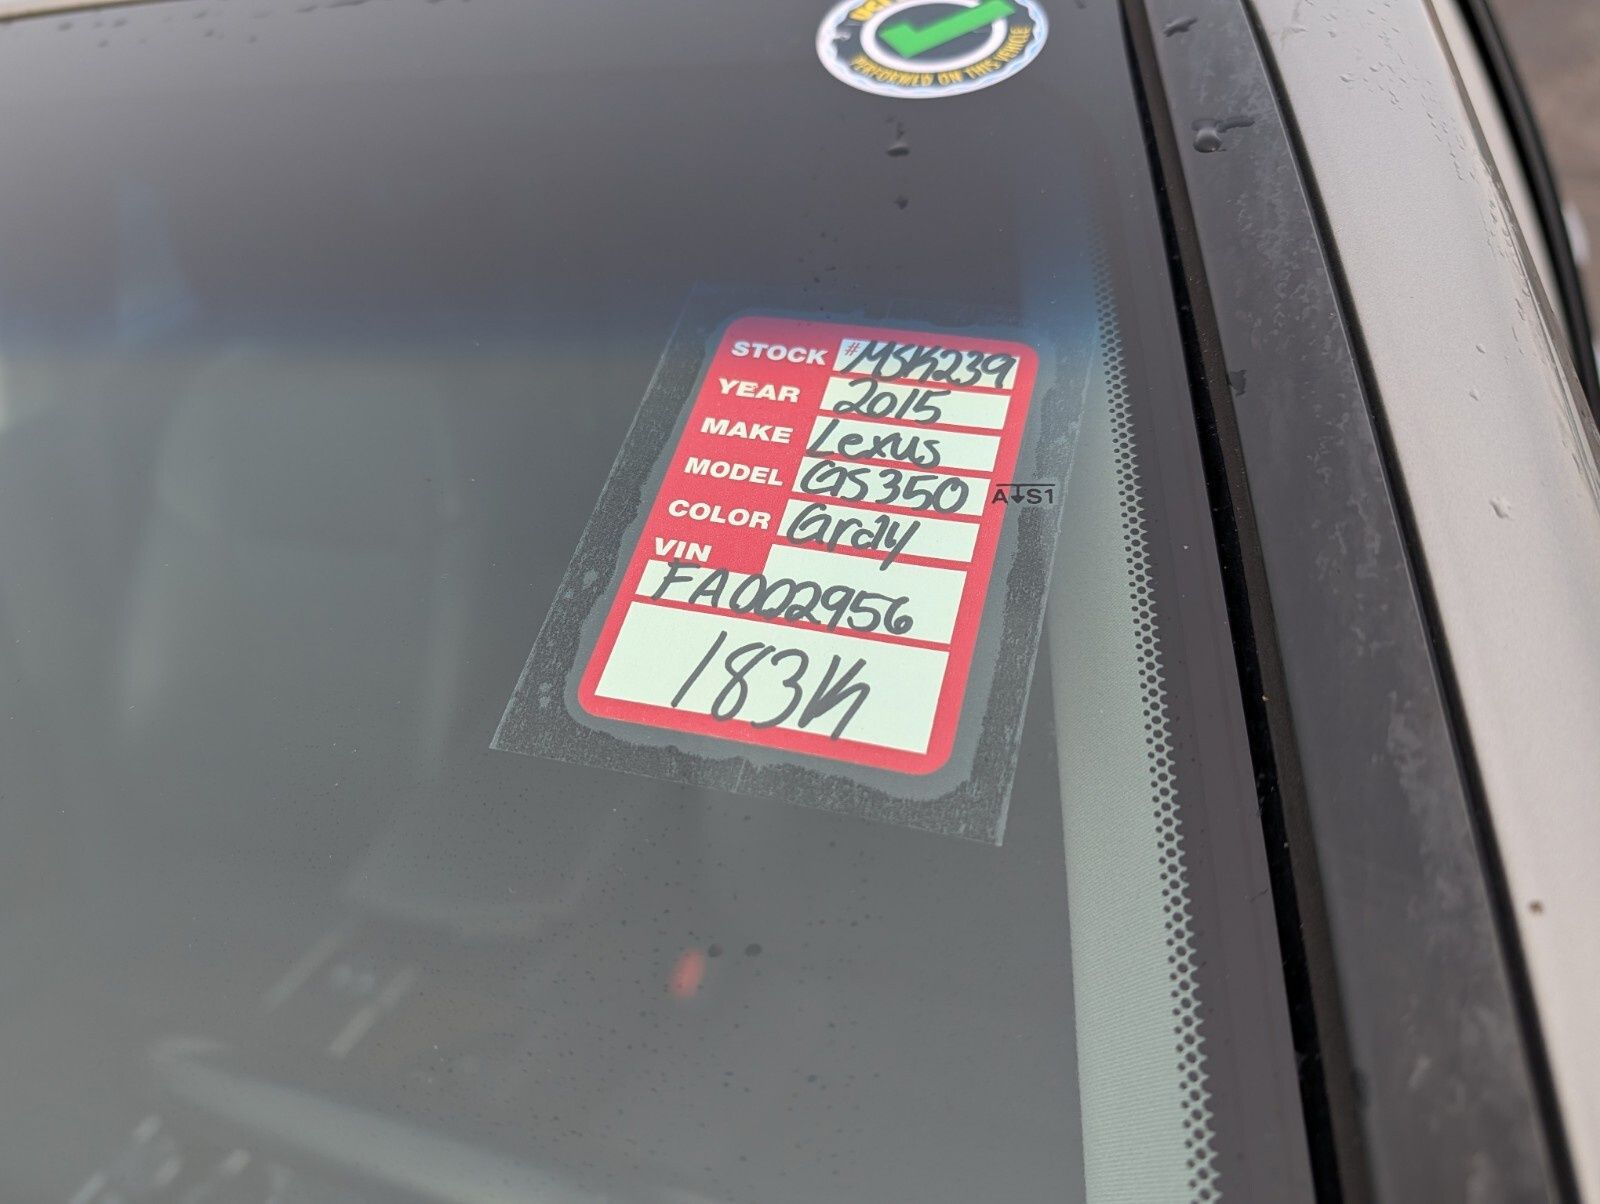 PERFORMED ON THIS VEHICLE
STOCK #MSK239
YEAR 2015
MAKE Lexus
MODEL GS350
COLOR Gray
VIN
FA002956
183K
AS1